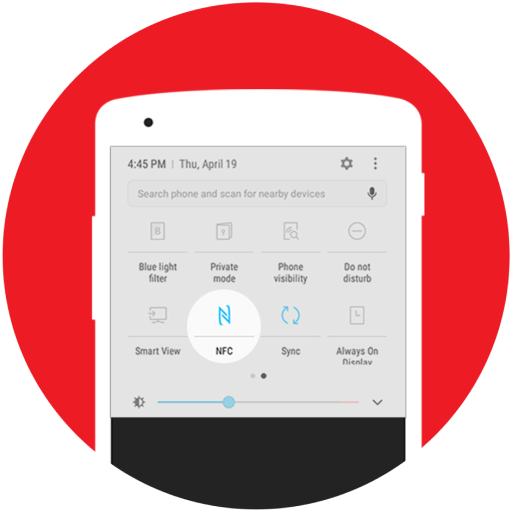 4:45 PM | Thu, April 19
Search phone and scan for nearby devices
Blue light
filter
Private
mode
Phone
visibility
Do not
disturb
Smart View
NFC
Sync
Always On
Display